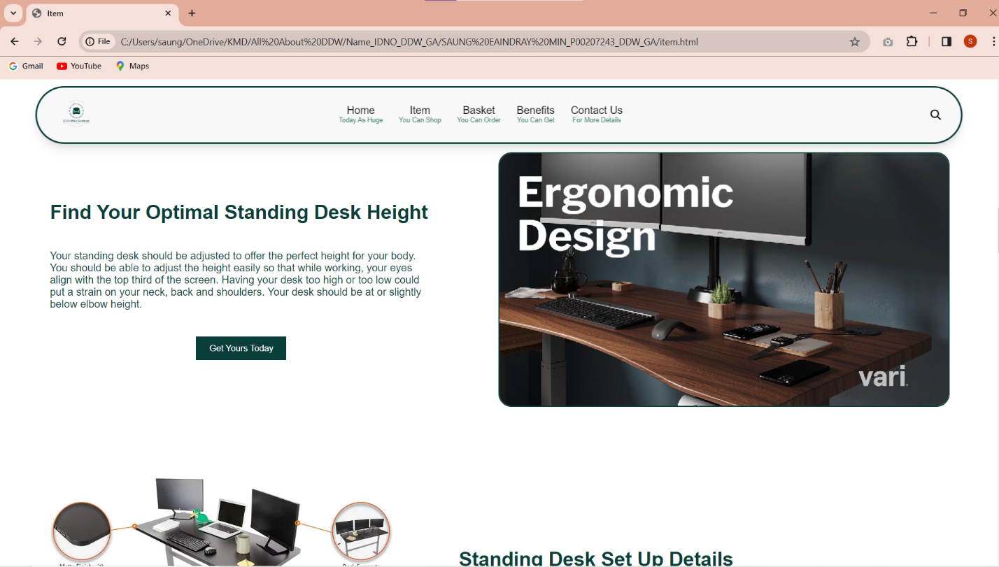 Item
File
C:/Users/saung/OneDrive/KMD/All%20About%20DDW/Name_IDNO_DDW_GA/SAUNG%20EAINDRAY%20MIN_P00207243_DDW_GA/item.html
S
Gmail
YouTube
Maps
Home
Today As Huge
Item
You Can Shop
Basket
You Can Order
Benefits
You Can Get
Contact Us
For More Details
Find Your Optimal Standing Desk Height
Your standing desk should be adjusted to offer the perfect height for your body.
You should be able to adjust the height easily so that while working, your eyes
align with the top third of the screen. Having your desk too high or too low could
put a strain on your neck, back and shoulders. Your desk should be at or slightly
below elbow height.
Get Yours Today
Ergonomic
Design
vari.
Standing Desk Set Up Details